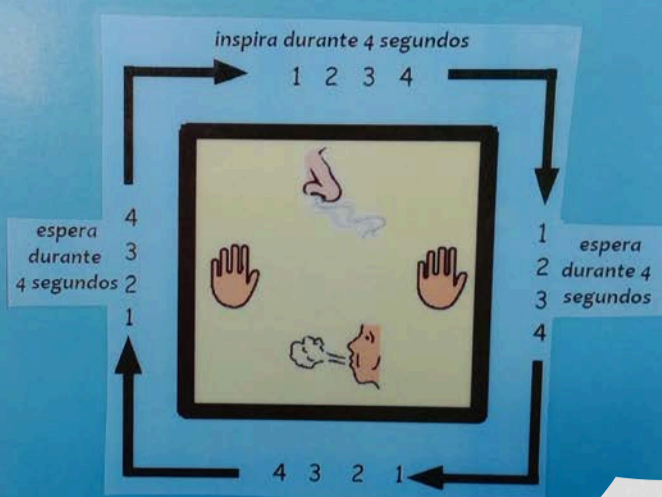 inspira durante 4 segundos
1 2 3 4
1
2
3
4
espera
durante 4
segundos
4 3 2 1
espera
durante
4 segundos
4
3
2
1